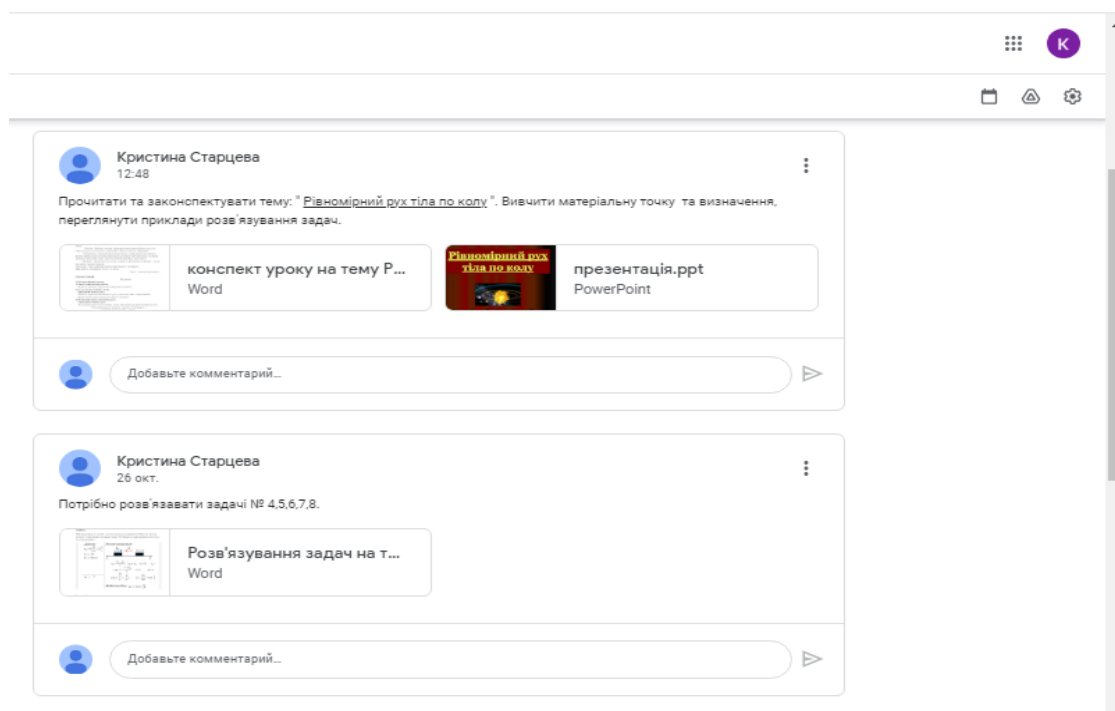 K
Кристина Старцева
12:48
Прочитати та законспектувати тему: " Рівномірний рух тіла по колу ". Вивчити матеріальну точку та визначення,
переглянути приклади розв'язування задач.
конспект уроку на тему Р...
Word
Рівномірний рух
тіла по колу
презентація.ppt
PowerPoint
Добавьте комментарий...
Кристина Старцева
26 окт.
Потрібно розв'язавати задачі № 4,5,6,7,8.
Розв'язування задач на т...
Word
Добавьте комментарий...